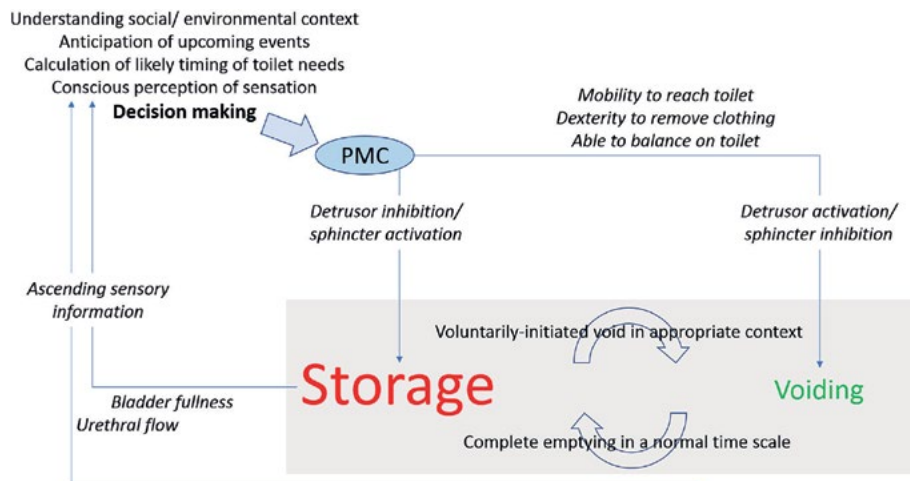 Understanding social/ environmental context
Anticipation of upcoming events
Calculation of likely timing of toilet needs
Conscious perception of sensation
Decision making
PMC
Mobility to reach toilet
Dexterity to remove clothing
Able to balance on toilet
Detrusor inhibition/
sphincter activation
Detrusor activation/
sphincter inhibition
Ascending sensory
information
Voluntarily-initiated void in appropriate context
Storage
Voiding
Bladder fullness
Urethral flow
Complete emptying in a normal time scale